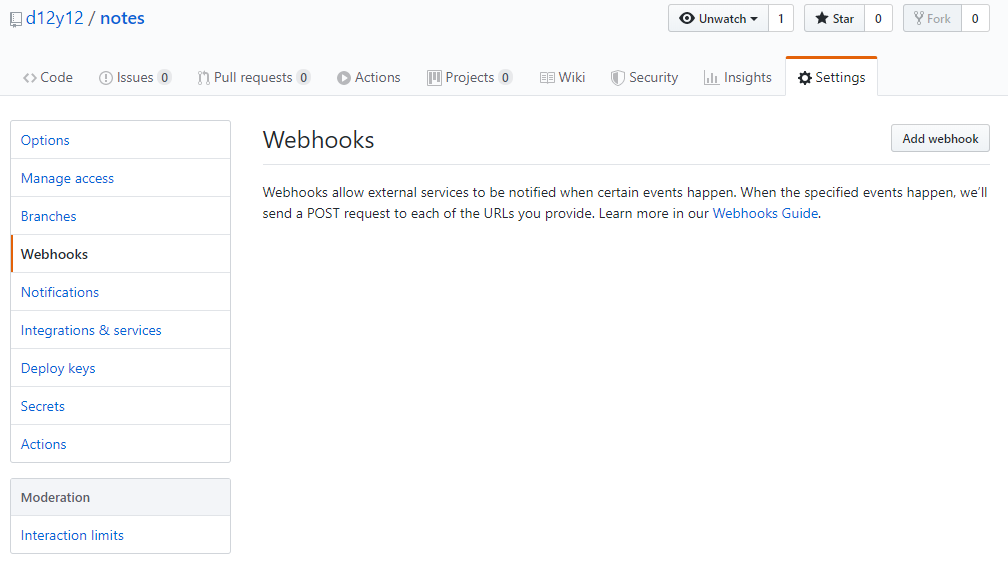 d12y12 / notes
Unwatch 1 Star 0 Fork 0
Code Issues 0 Pull requests 0 Actions Projects 0 Wiki Security Insights Settings
Options
Manage access
Branches
Webhooks
Notifications
Integrations & services
Deploy keys
Secrets
Actions
Moderation
Interaction limits
Webhooks
Add webhook
Webhooks allow external services to be notified when certain events happen. When the specified events happen, we'll
send a POST request to each of the URLs you provide. Learn more in our Webhooks Guide.